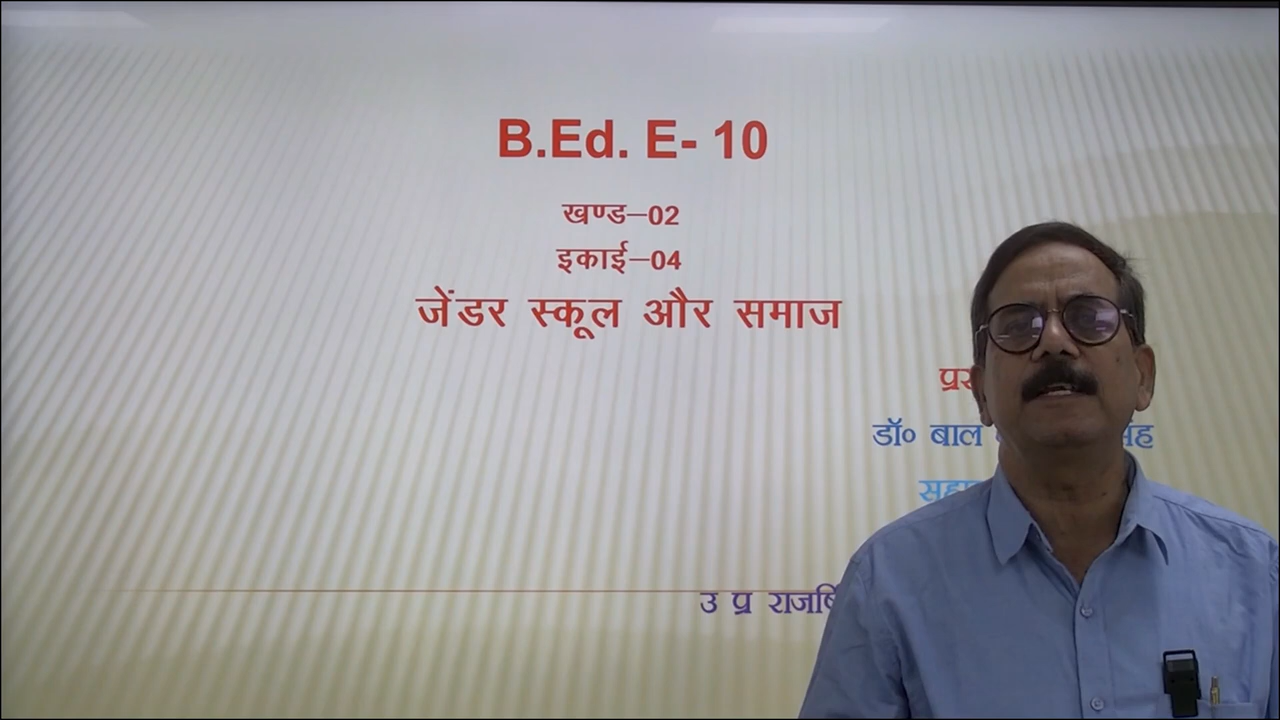 B.Ed. E- 10
खण्ड–02
इकाई–04
जेंडर स्कूल और समाज
डॉ० बाल
उ प्र